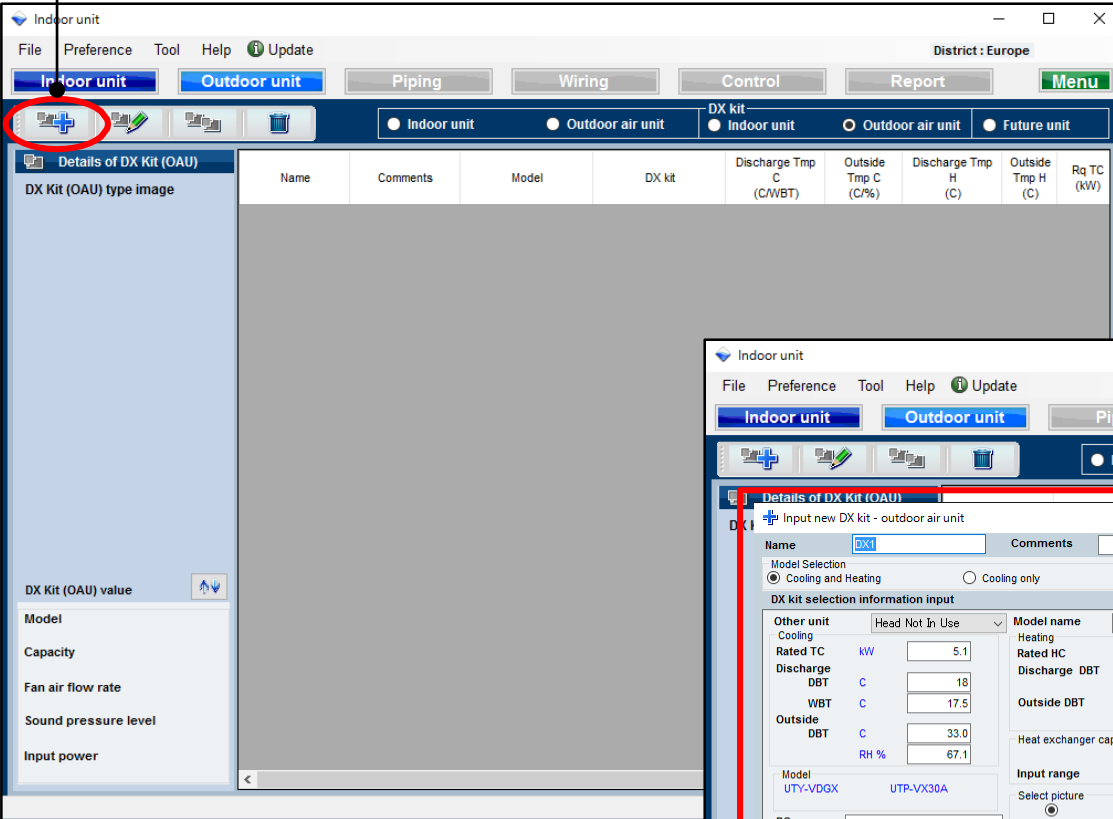 Indoor unit
File Preference Tool Help Update
District : Europe
Indoor unit Outdoor unit Piping Wiring Control Report Menu
Indoor unit Outdoor air unit
DX kit
Indoor unit Outdoor air unit Future unit
Details of DX Kit (OAU)
DX Kit (OAU) type image
Name Comments Model DX kit
Discharge Tmp
C
(C/WBT)
Outside
Tmp C
(C/%)
Discharge Tmp
H
(C)
Outside
Tmp H
(C)
Rq TC
(kW)
DX Kit (OAU) value
Model
Capacity
Fan air flow rate
Sound pressure level
Input power
Indoor unit
File Preference Tool Help Update
Indoor unit Outdoor unit
Details of DX Kit (OAU)
Input new DX kit - outdoor air unit
Name DX1 Comments
Model Selection
Cooling and Heating Cooling only
DX kit selection information input
Other unit Head Not In Use Model name
Cooling
Rated TC kW 5.1
Discharge
DBT C 18
WBT C 17.5
Outside
DBT C 33.0
RH % 67.1
Heating
Rated HC
Discharge DBT
Outside DBT
Heat exchanger cap
Input range
Model
UTY-VDGX UTP-VX30A
Select picture